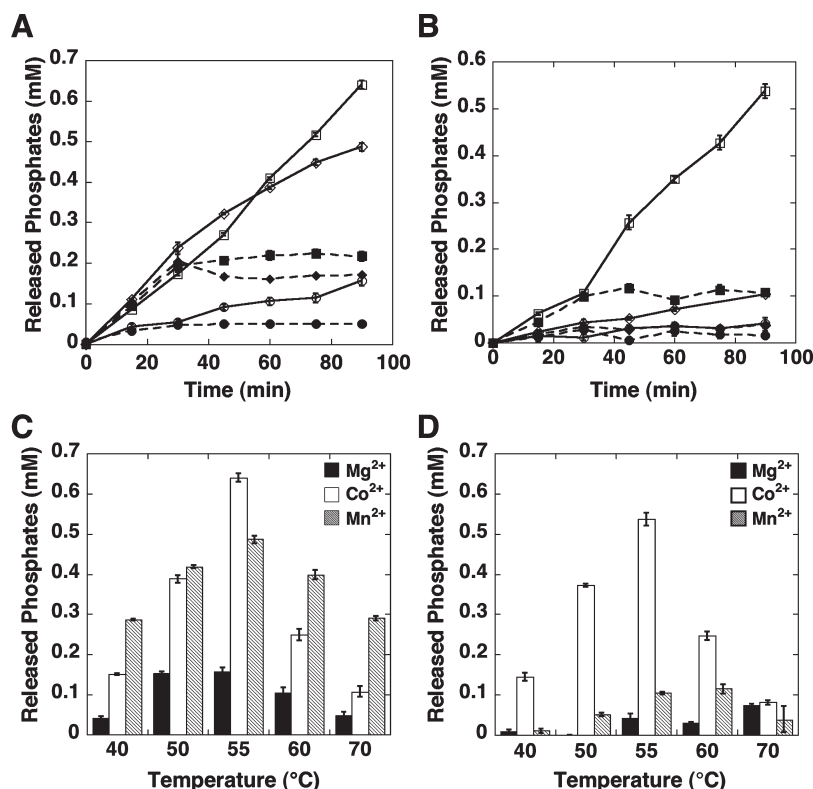 A
0.7
0.6
0.5
0.4
0.3
0.2
0.1
0
0 20 40 60 80 100
Released Phosphates (mM)
Time (min)
B
0.6
0.5
0.4
0.3
0.2
0.1
0
0 20 40 60 80 100
Released Phosphates (mM)
Time (min)
C
0.7
0.6
0.5
0.4
0.3
0.2
0.1
0
Mg2+
Co2+
Mn2+
40 50 55 60 70
Released Phosphates (mM)
Temperature (°C)
D
0.7
0.6
0.5
0.4
0.3
0.2
0.1
0
Mg2+
Co2+
Mn2+
40 50 55 60 70
Released Phosphates (mM)
Temperature (°C)